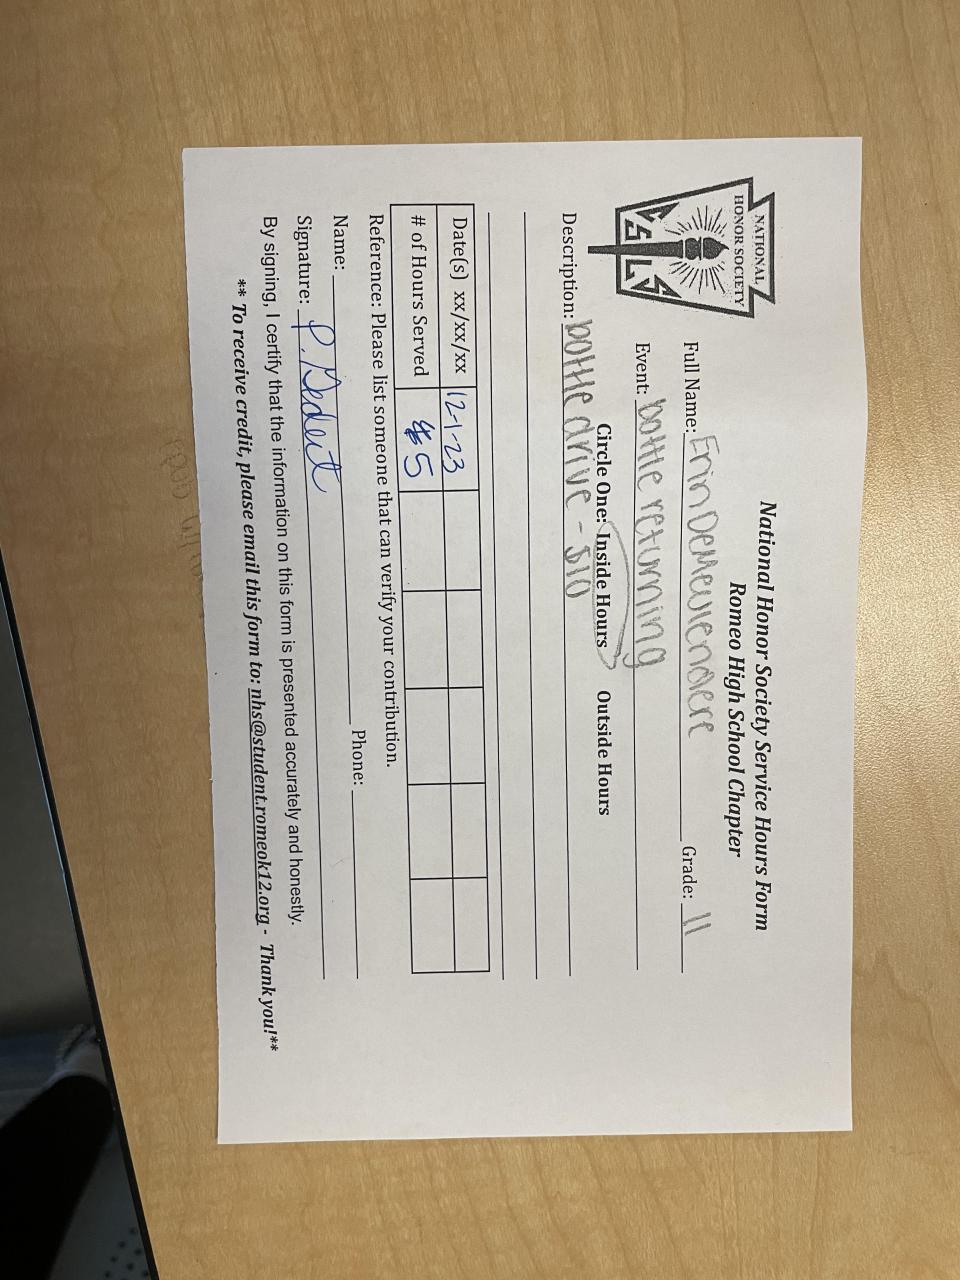 National Honor Society Service Hours Form
Romeo High School Chapter
NATIONAL
HONOR SOCIETY
C S L S
Full Name: Erin Demeulenaere Grade: 11
Event: bottle returning
Circle One: Inside Hours Outside Hours
Description: bottle drive - $10
Date(s) xx/xx/xx 12-1-23
# of Hours Served 5
Reference: Please list someone that can verify your contribution.
Name: Phone:
Signature: P.
By signing, I certify that the information on this form is presented accurately and honestly.
** To receive credit, please email this form to: nhs@student.romeok12.org - Thank you!**